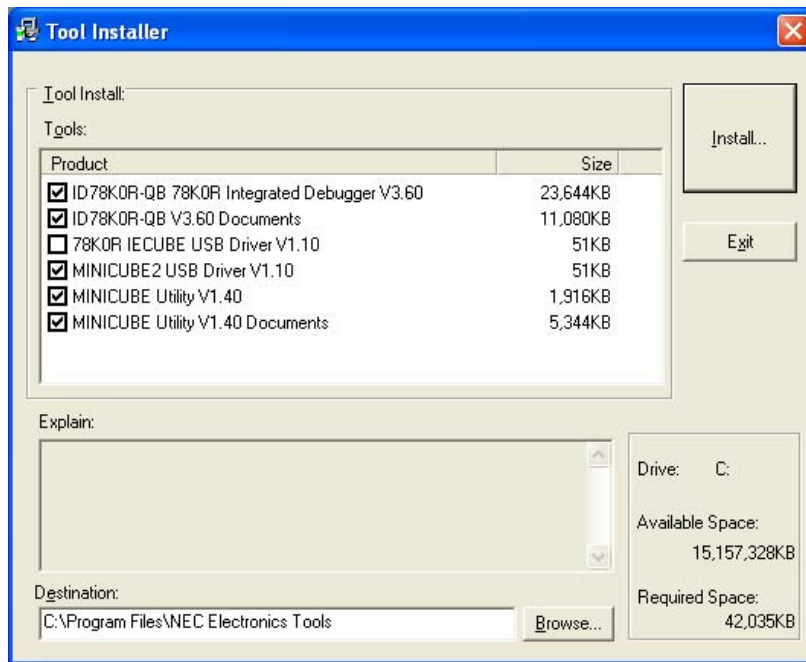 Tool Installer
Tool Install:
Tools:
Product Size
ID78K0R-QB 78K0R Integrated Debugger V3.60 23,644KB
ID78K0R-QB V3.60 Documents 11,080KB
78K0R IECUBE USB Driver V1.10 51KB
MINICUBE2 USB Driver V1.10 51KB
MINICUBE Utility V1.40 1,916KB
MINICUBE Utility V1.40 Documents 5,344KB
Install...
Exit
Explain:
Drive: C:
Available Space:
15,157,328KB
Required Space:
42,035KB
Destination:
C:\Program Files\NEC Electronics Tools
Browse...